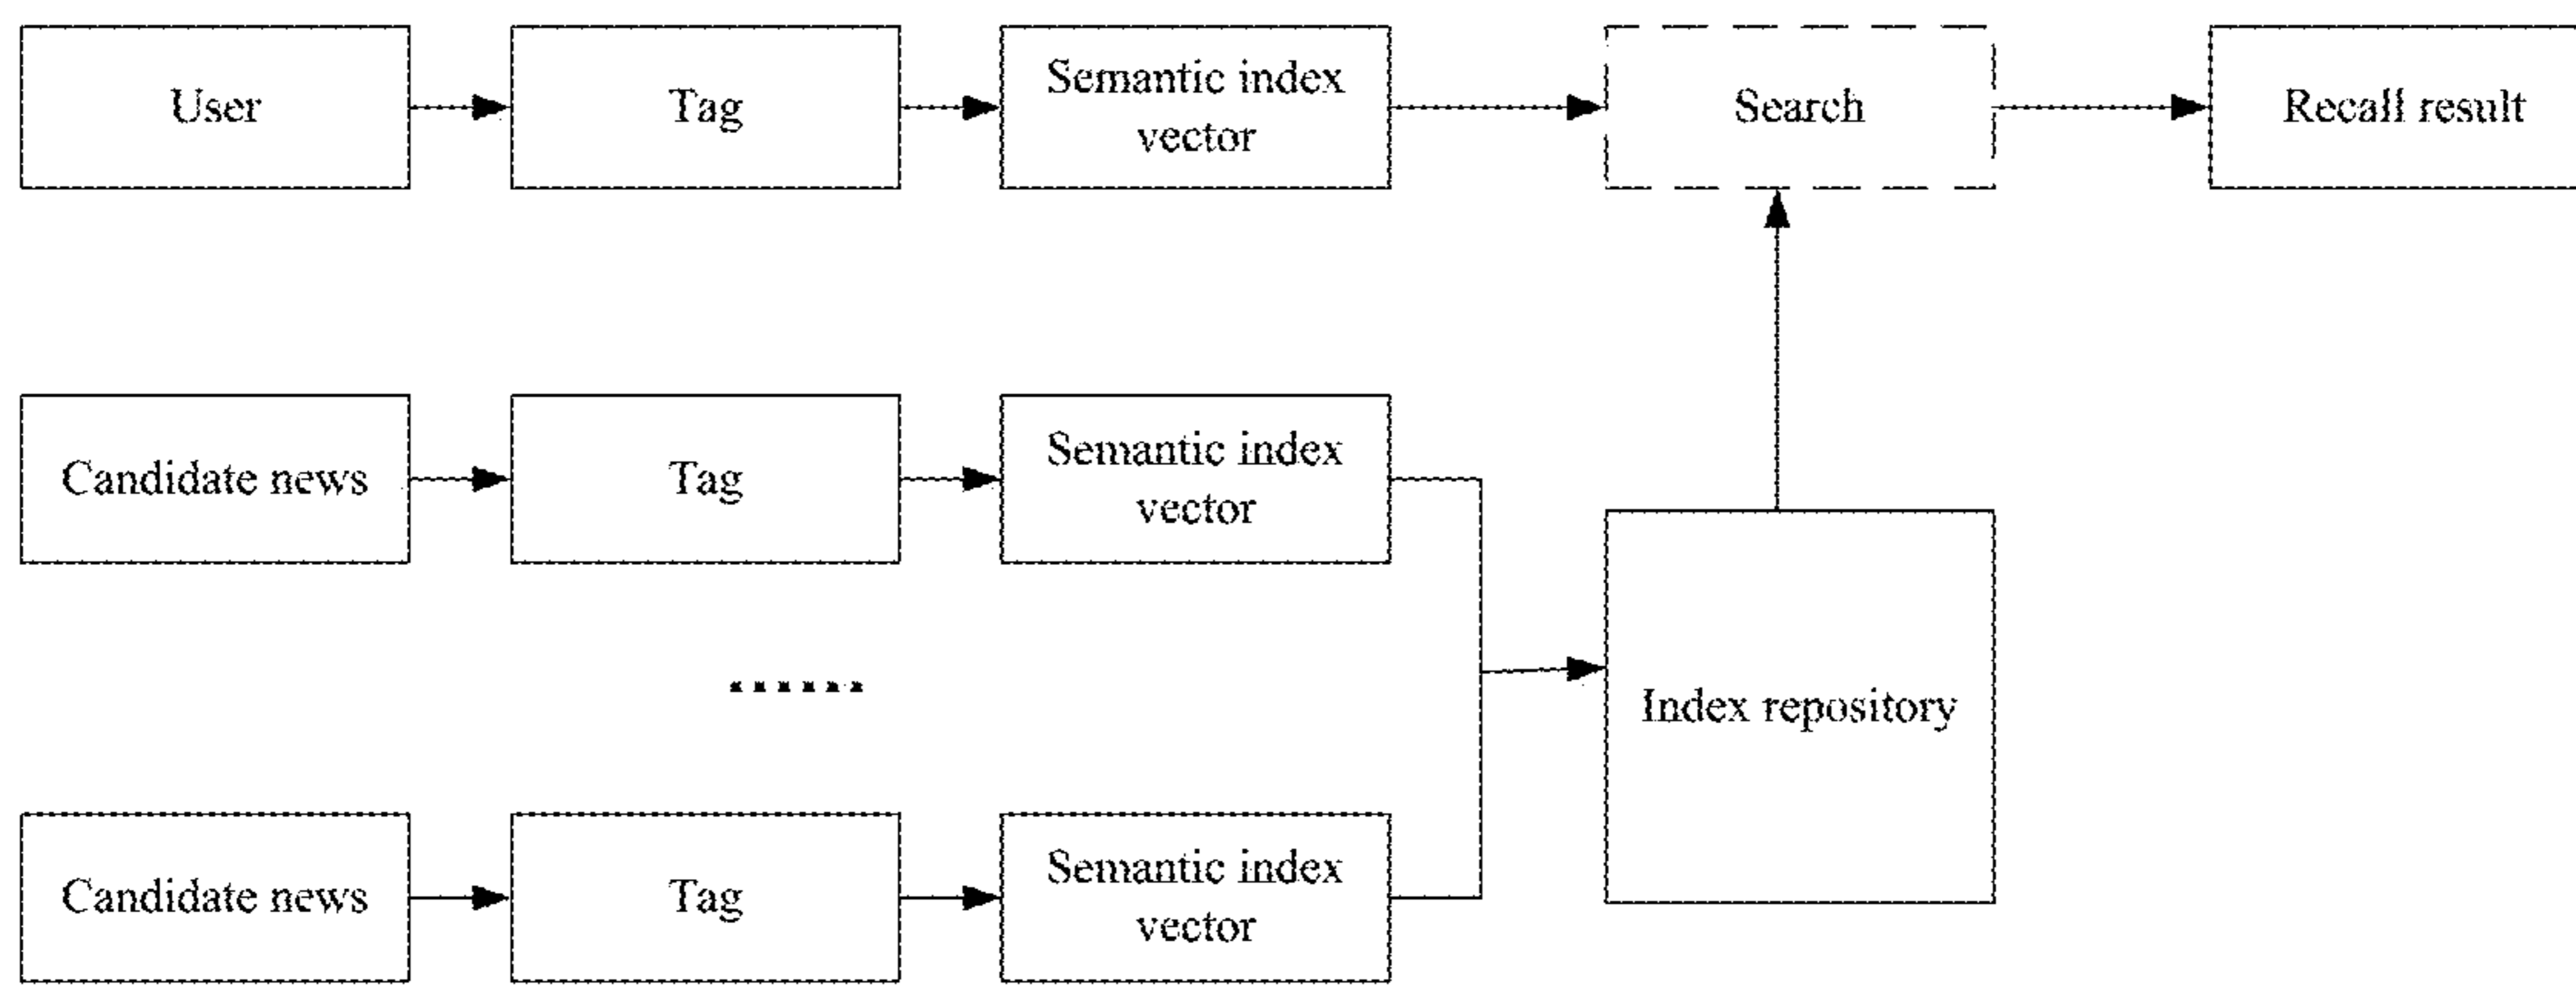 User
Tag
Semantic index
vector
Search
Recall result
Candidate news
Tag
Semantic index
vector
Index repository
......
Candidate news
Tag
Semantic index
vector